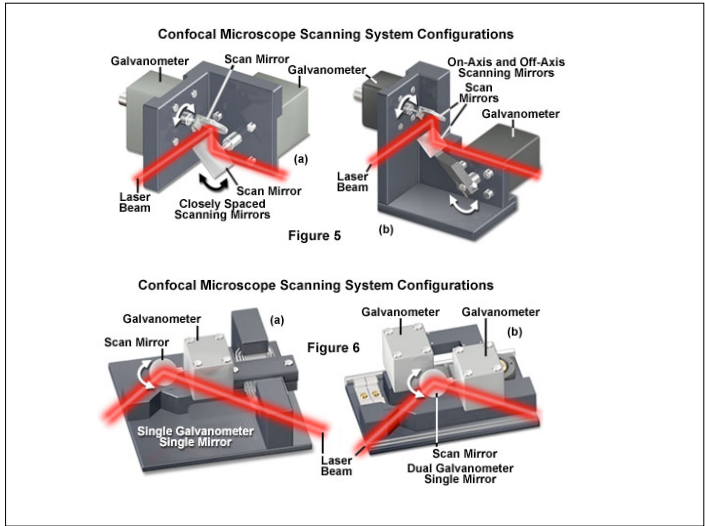 Confocal Microscope Scanning System Configurations
Galvanometer
Scan Mirror
Galvanometer
(a)
Scan Mirror
Laser
Beam
Closely Spaced
Scanning Mirrors
On-Axis and Off-Axis
Scanning Mirrors
Scan
Mirrors
Galvanometer
Laser
Beam
(b)
Figure 5
Confocal Microscope Scanning System Configurations
Galvanometer
(a)
Scan Mirror
Single Galvanometer
Single Mirror
Figure 6
Galvanometer
Galvanometer
(b)
Laser
Beam
Scan Mirror
Dual Galvanometer
Single Mirror